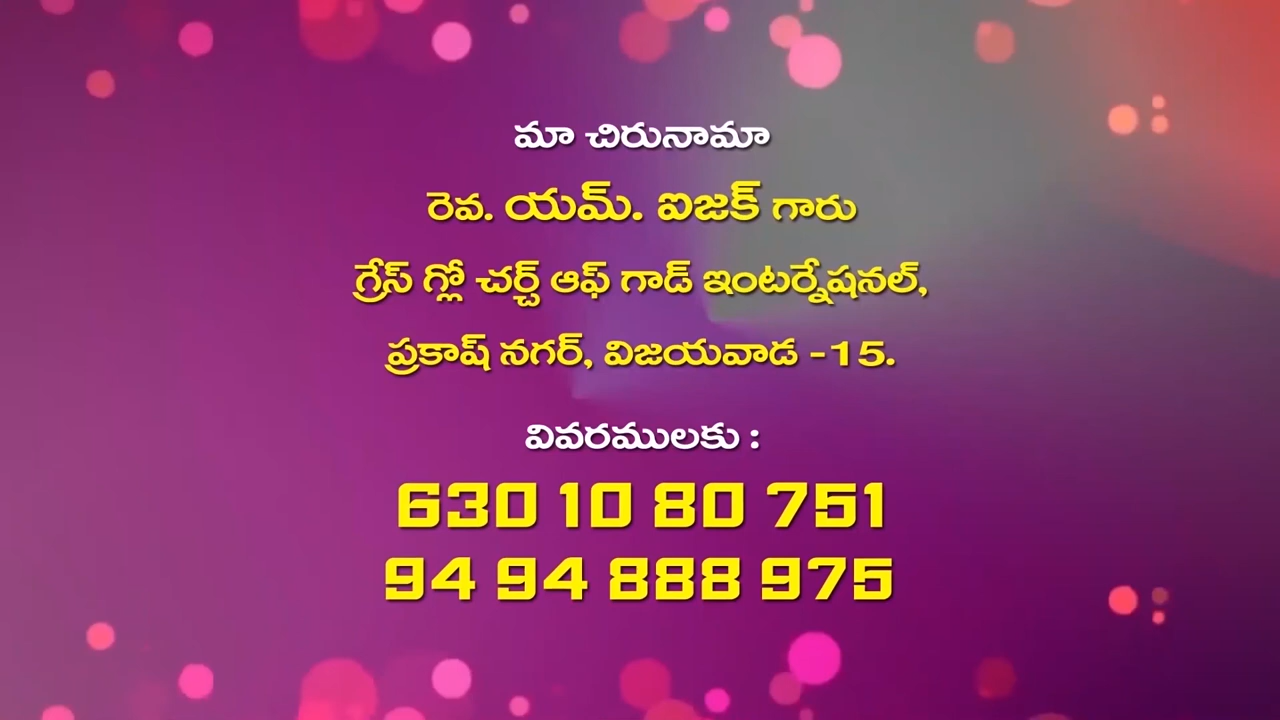 మా చిరునామా
రెవ. యమ్. ఐజక్ గారు
గ్రేస్ గ్లో చర్చ్ ఆఫ్ గాడ్ ఇంటర్నేషనల్,
ప్రకాష్ నగర్, విజయవాడ -15.
వివరములకు :
630 10 80 751
94 94 888 975